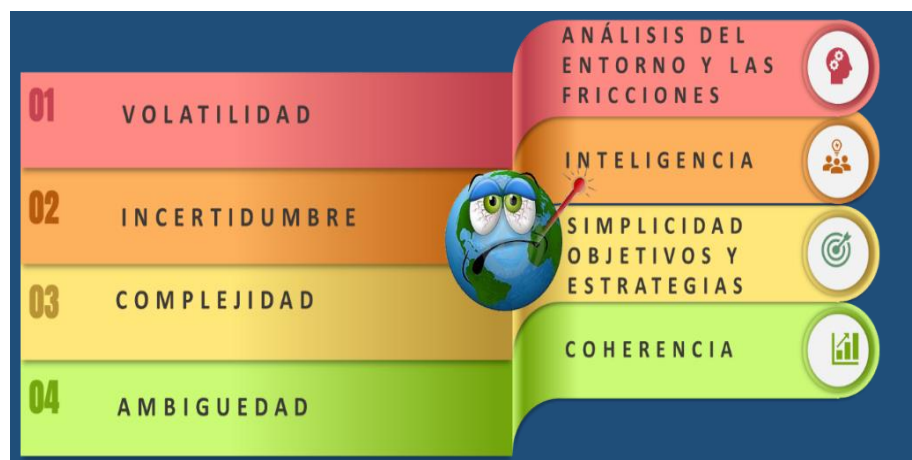 01
VOLATILIDAD
02
INCERTIDUMBRE
03
COMPLEJIDAD
04
AMBIGUEDAD
ANÁLISIS DEL
ENTORNO Y LAS
FRICCIONES
INTELIGENCIA
SIMPLICIDAD
OBJETIVOS Y
ESTRATEGIAS
COHERENCIA